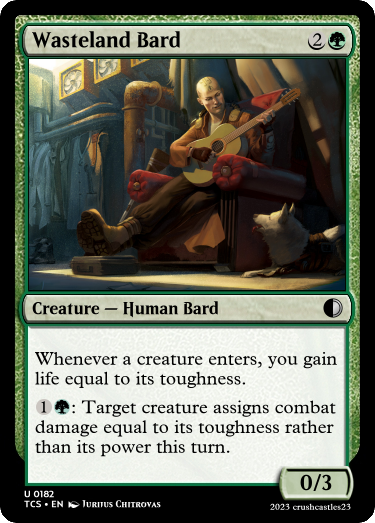 Wasteland Bard 2
Creature — Human Bard
Whenever a creature enters, you gain
life equal to its toughness.
1 : Target creature assigns combat
damage equal to its toughness rather
than its power this turn.
0/3
U 0182
TCS • EN Jurijus Chitrovas
2023 crushcastles23